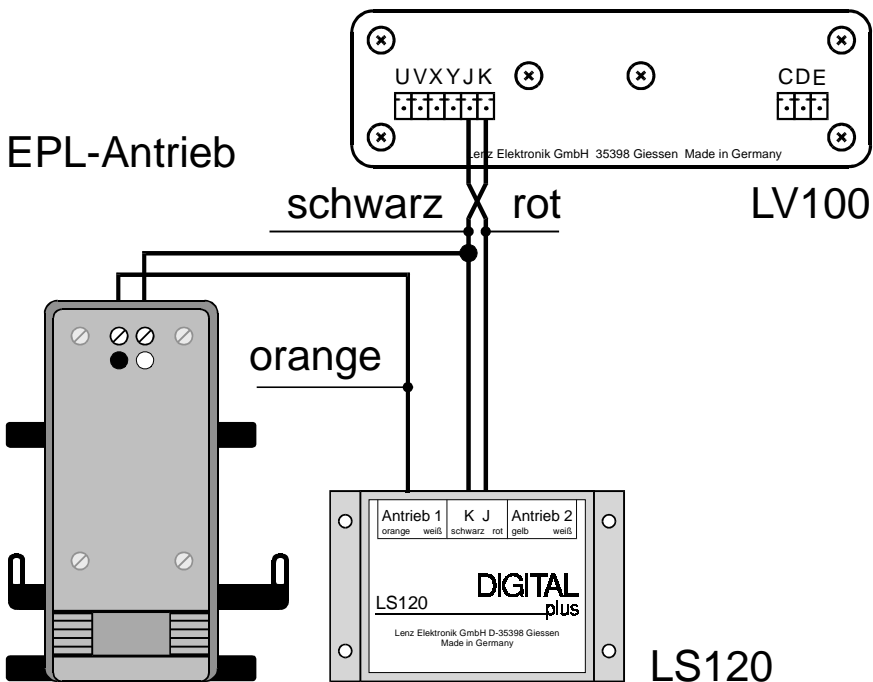 UVXYJK
CDE
Lenz Elektronik GmbH 35398 Giessen Made in Germany
EPL-Antrieb
schwarz
rot
LV100
orange
Antrieb 1
K J
Antrieb 2
orange weiß
schwarz rot
gelb weiß
DIGITAL
plus
LS120
Lenz Elektronik GmbH D-35398 Giessen
Made in Germany
LS120